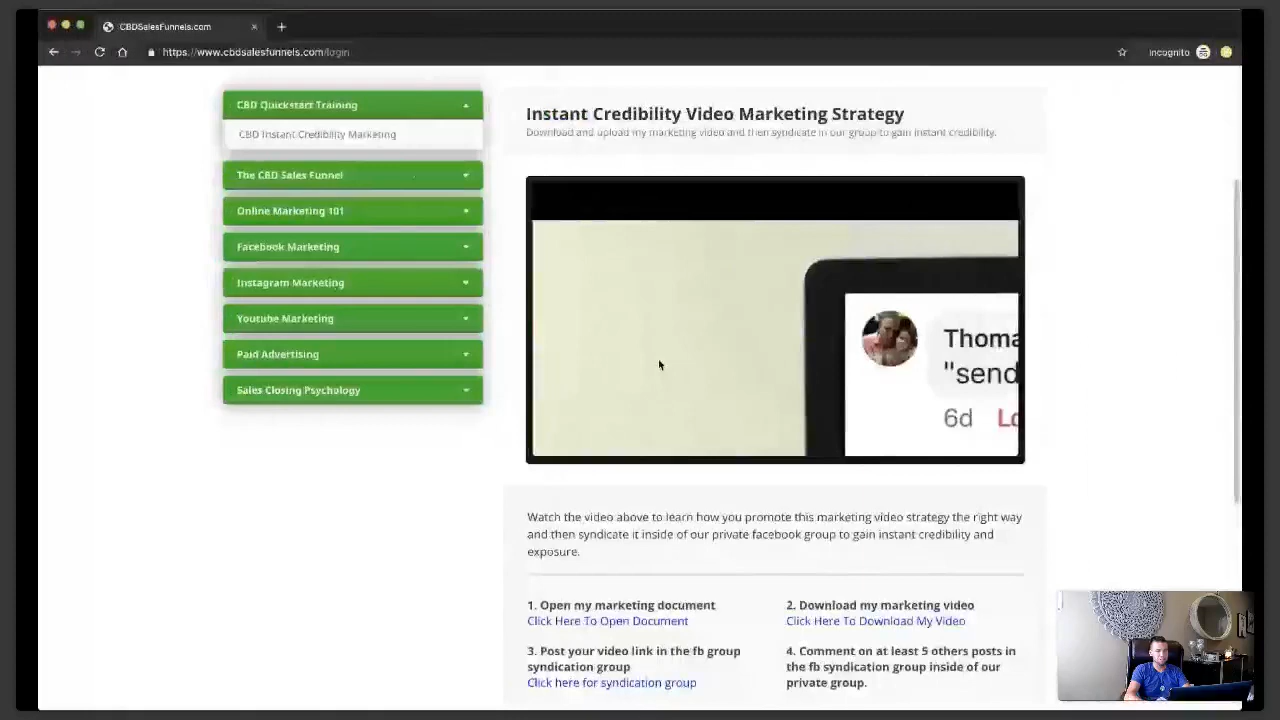 CBDSalesFunnels.com
https://www.cbdsalesfunnels.com/login
Incognito
CBD Quickstart Training
CBD Instant Credibility Marketing
The CBD Sales Funnel
Online Marketing 101
Facebook Marketing
Instagram Marketing
Youtube Marketing
Paid Advertising
Sales Closing Psychology
Instant Credibility Video Marketing Strategy
Download and upload my marketing video and then syndicate in our group to gain instant credibility.
Thoma
"send
6d Lo
Watch the video above to learn how you promote this marketing video strategy the right way
and then syndicate it inside of our private facebook group to gain instant credibility and
exposure.
1. Open my marketing document
Click Here To Open Document
2. Download my marketing video
Click Here To Download My Video
3. Post your video link in the fb group
syndication group
Click here for syndication group
4. Comment on at least 5 others posts in
the fb syndication group inside of our
private group.